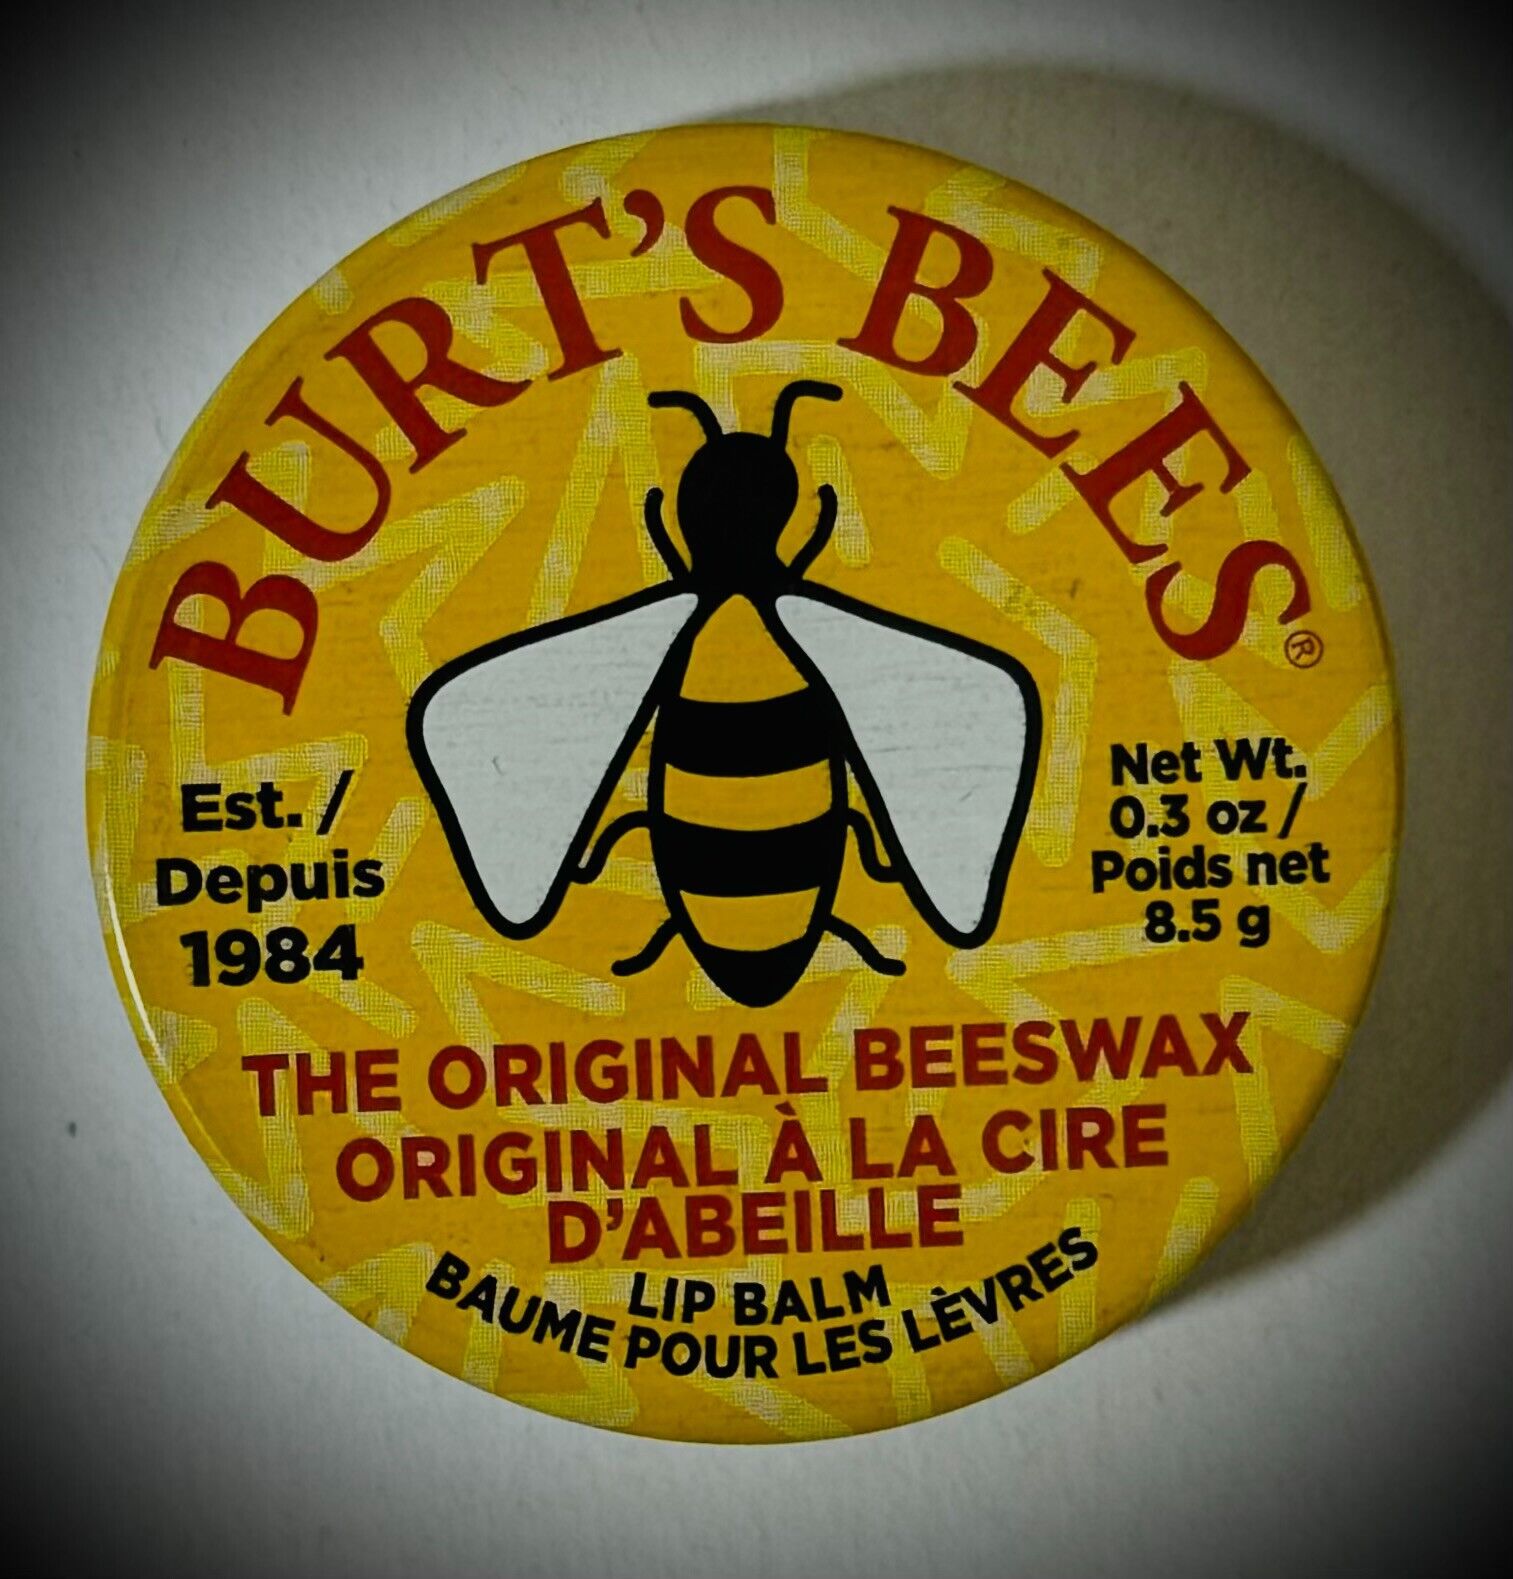 BURT'S BEES®
Est. /
Depuis
1984
Net Wt.
0.3 oz /
Poids net
8.5 g
THE ORIGINAL BEESWAX
ORIGINAL À LA CIRE
D'ABEILLE
LIP BALM
BAUME POUR LES LÈVRES